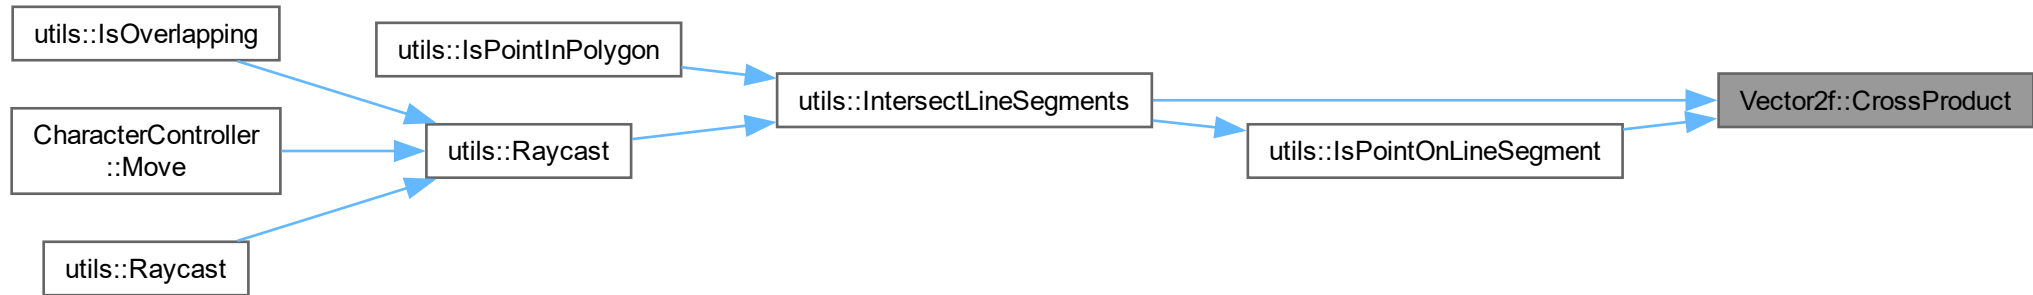 utils::IsOverlapping
utils::IsPointInPolygon
utils::IntersectLineSegments
Vector2f::CrossProduct
CharacterController
::Move
utils::Raycast
utils::IsPointOnLineSegment
utils::Raycast